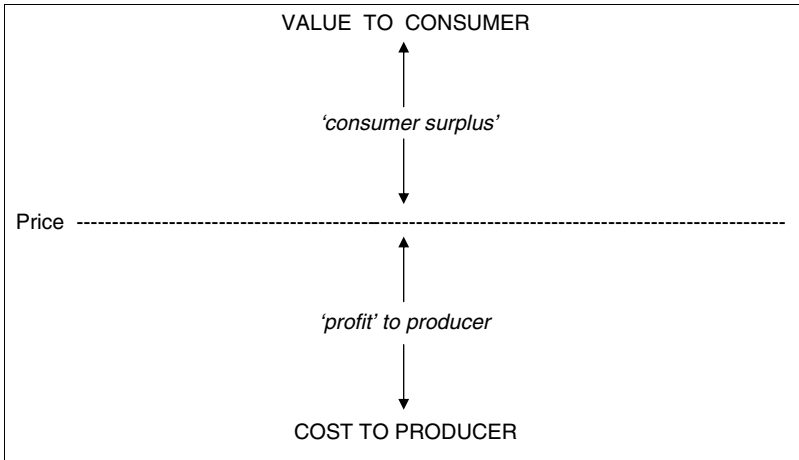 VALUE TO CONSUMER
‘consumer surplus’
Price
‘profit’ to producer
COST TO PRODUCER